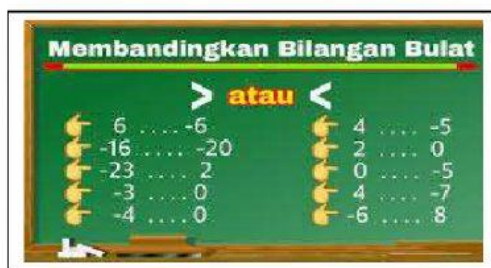 Membandingkan Bilangan Bulat
> atau <
6 .... -6
-16 ..... -20
-23 ..... 2
-3 .... 0
-4 .... 0
4 .... -5
2 .... 0
0 .... -5
4 .... -7
-6 .... 8